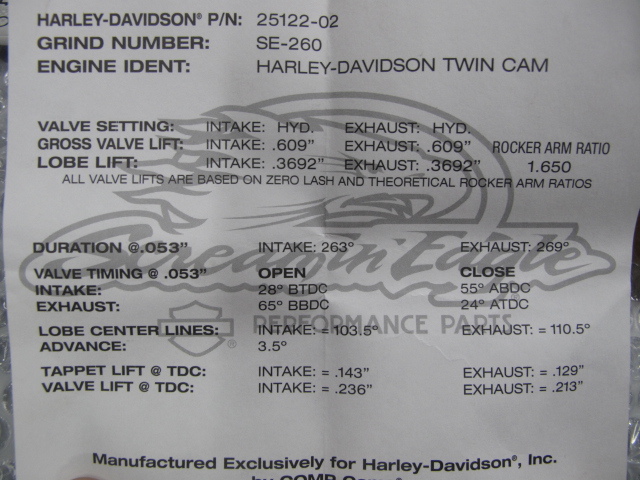 HARLEY-DAVIDSON® P/N: 25122-02
GRIND NUMBER: SE-260
ENGINE IDENT: HARLEY-DAVIDSON TWIN CAM
VALVE SETTING: INTAKE: HYD. EXHAUST: HYD.
GROSS VALVE LIFT: INTAKE: .609" EXHAUST: .609" ROCKER ARM RATIO
LOBE LIFT: INTAKE: .3692" EXHAUST: .3692" 1.650
ALL VALVE LIFTS ARE BASED ON ZERO LASH AND THEORETICAL ROCKER ARM RATIOS
Screamin' Eagle
DURATION @ .053" INTAKE: 263° EXHAUST: 269°
VALVE TIMING @ .053" OPEN CLOSE
INTAKE: 28° BTDC 55° ABDC
EXHAUST: 65° BBDC 24° ATDC
PERFORMANCE PARTS
LOBE CENTER LINES: INTAKE: = 103.5° EXHAUST: = 110.5°
ADVANCE: 3.5°
TAPPET LIFT @ TDC: INTAKE: = .143" EXHAUST: = .129"
VALVE LIFT @ TDC: INTAKE: = .236" EXHAUST: = .213"
Manufactured Exclusively for Harley-Davidson®, Inc.
by COMP Cams®